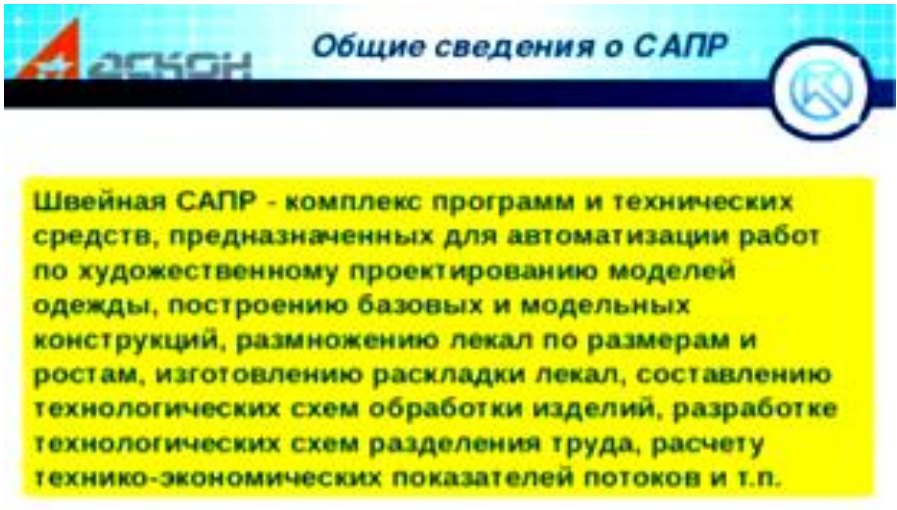 Общие сведения о САПР
АСКОН
Швейная САПР - комплекс программ и технических
средств, предназначенных для автоматизации работ
по художественному проектированию моделей
одежды, построению базовых и модельных
конструкций, размножению лекал по размерам и
ростам, изготовлению раскладки лекал, составлению
технологических схем обработки изделий, разработке
технологических схем разделения труда, расчету
технико-экономических показателей потоков и т.п.